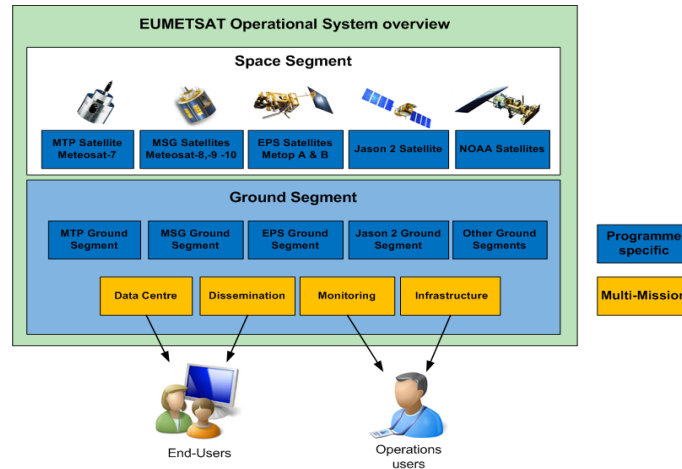 EUMETSAT Operational System overview
Space Segment
MTP Satellite
Meteosat-7
MSG Satellites
Meteosat-8,-9 -10
EPS Satellites
Metop A & B
Jason 2 Satellite
NOAA Satellites
Ground Segment
MTP Ground
Segment
MSG Ground
Segment
EPS Ground
Segment
Jason 2 Ground
Segment
Other Ground
Segments
Data Centre
Dissemination
Monitoring
Infrastructure
Programme
specific
Multi-Mission
End-Users
Operations
users